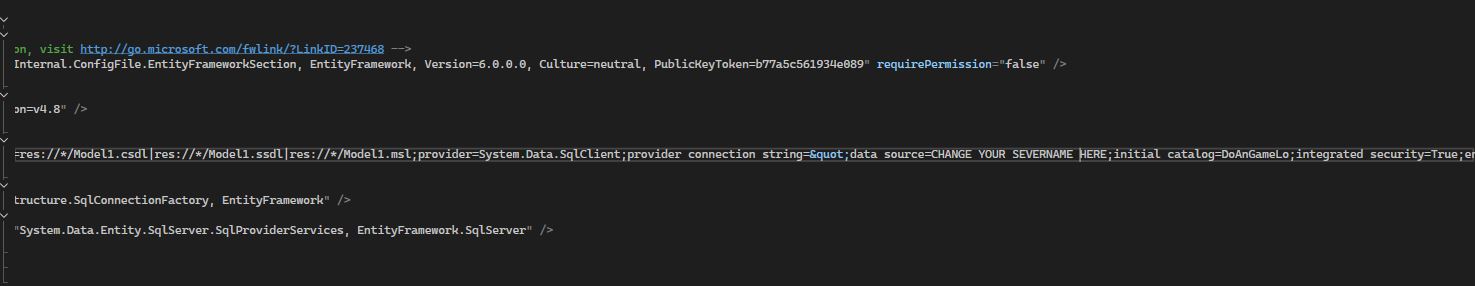 on, visit http://go.microsoft.com/fwlink/?LinkID=237468 -->
Internal.ConfigFile.EntityFrameworkSection, EntityFramework, Version=6.0.0.0, Culture=neutral, PublicKeyToken=b77a5c561934e089" requirePermission="false" />
on=v4.8" />
=res://*/Model1.csdl|res://*/Model1.ssdl|res://*/Model1.msl;provider=System.Data.SqlClient;provider connection string=&quot;data source=CHANGE YOUR SEVERNAME HERE;initial catalog=DoAnGameLo;integrated security=True;en
tructure.SqlConnectionFactory, EntityFramework" />
"System.Data.Entity.SqlServer.SqlProviderServices, EntityFramework.SqlServer" />